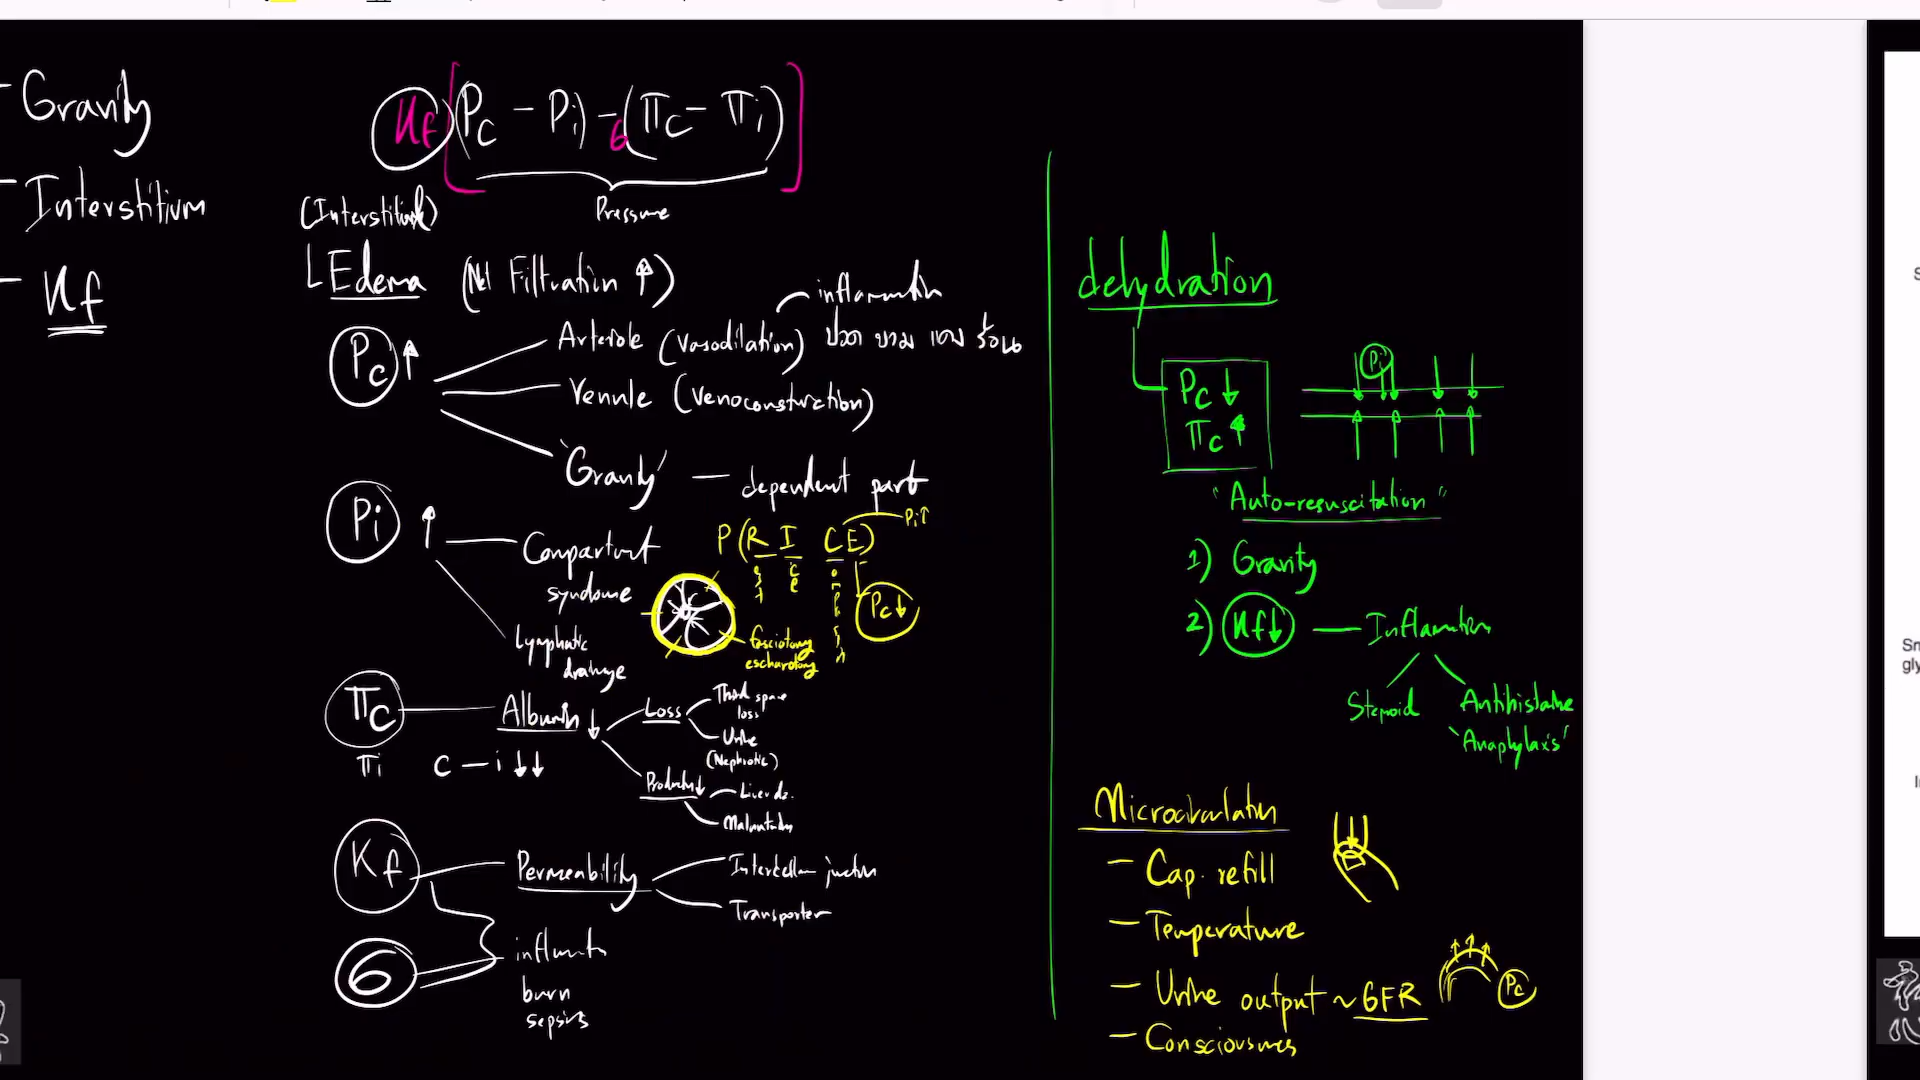 - Gravity
- Interstitium
- Kf
Kf [(Pc - Pi) - б(πc - πi)]
Pressure
(Interstitial)
Edema (Net Filtration ↑)
Pc ↑
Arteriole (vasodilation) inflammation
ปวด บวม แดง ร้อน
Venule (venoconstriction)
"Gravity" — dependent part
Pi ↑
Compartment syndrome
Lymphatic drainage
P (R I C E) Pi↑
Pc↓
fasciotomy
escharotomy
πc
πi
c - i ↓↓
Albumin ↓
Loss
Third space loss
Urine
(Nephrotic)
Production↓
Liver dz.
Malnutrition
Kf
Permeability
Intercellular junction
Transporter
б
inflammation
burn
sepsis
dehydration
Pc ↓
πc ↑
Pi
"Auto-resuscitation"
1) Gravity
2) Kf↓ — Inflammation
Steroid
Antihistamine
"Anaphylaxis"
Microcirculation
- Cap. refill
- Temperature
- Urine output ~ GFR
Pc
- Consciousness